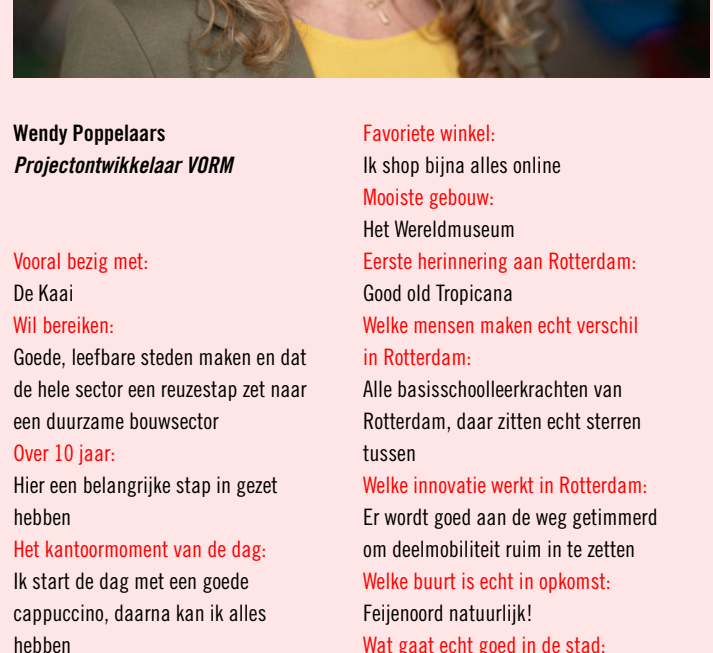 Wendy Poppelaars
Projectontwikkelaar VORM
Vooral bezig met:
De Kaai
Wil bereiken:
Goede, leefbare steden maken en dat
de hele sector een reuzestap zet naar
een duurzame bouwsector
Over 10 jaar:
Hier een belangrijke stap in gezet
hebben
Het kantoormoment van de dag:
Ik start de dag met een goede
cappuccino, daarna kan ik alles
hebben
Favoriete winkel:
Ik shop bijna alles online
Mooiste gebouw:
Het Wereldmuseum
Eerste herinnering aan Rotterdam:
Good old Tropicana
Welke mensen maken echt verschil
in Rotterdam:
Alle basisschoolleerkrachten van
Rotterdam, daar zitten echt sterren
tussen
Welke innovatie werkt in Rotterdam:
Er wordt goed aan de weg getimmerd
om deelmobiliteit ruim in te zetten
Welke buurt is echt in opkomst:
Feijenoord natuurlijk!
Wat gaat echt goed in de stad: